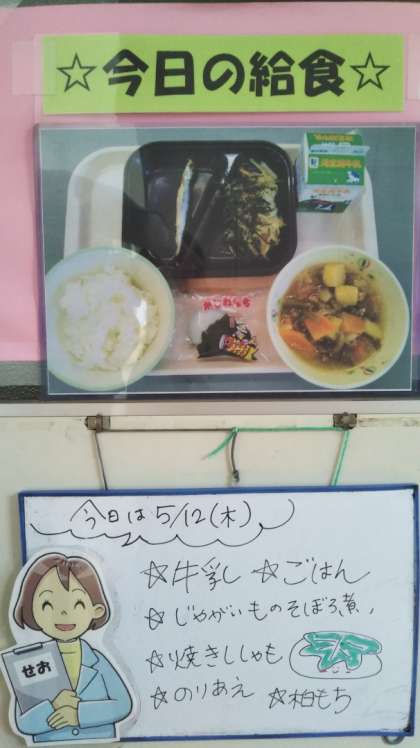 ☆今日の給食☆
今日は5/12(木)
☆牛乳 ☆ごはん
☆じゃがいものそぼろ煮
☆焼きししゃも
☆のりあえ ☆柏もち
せお